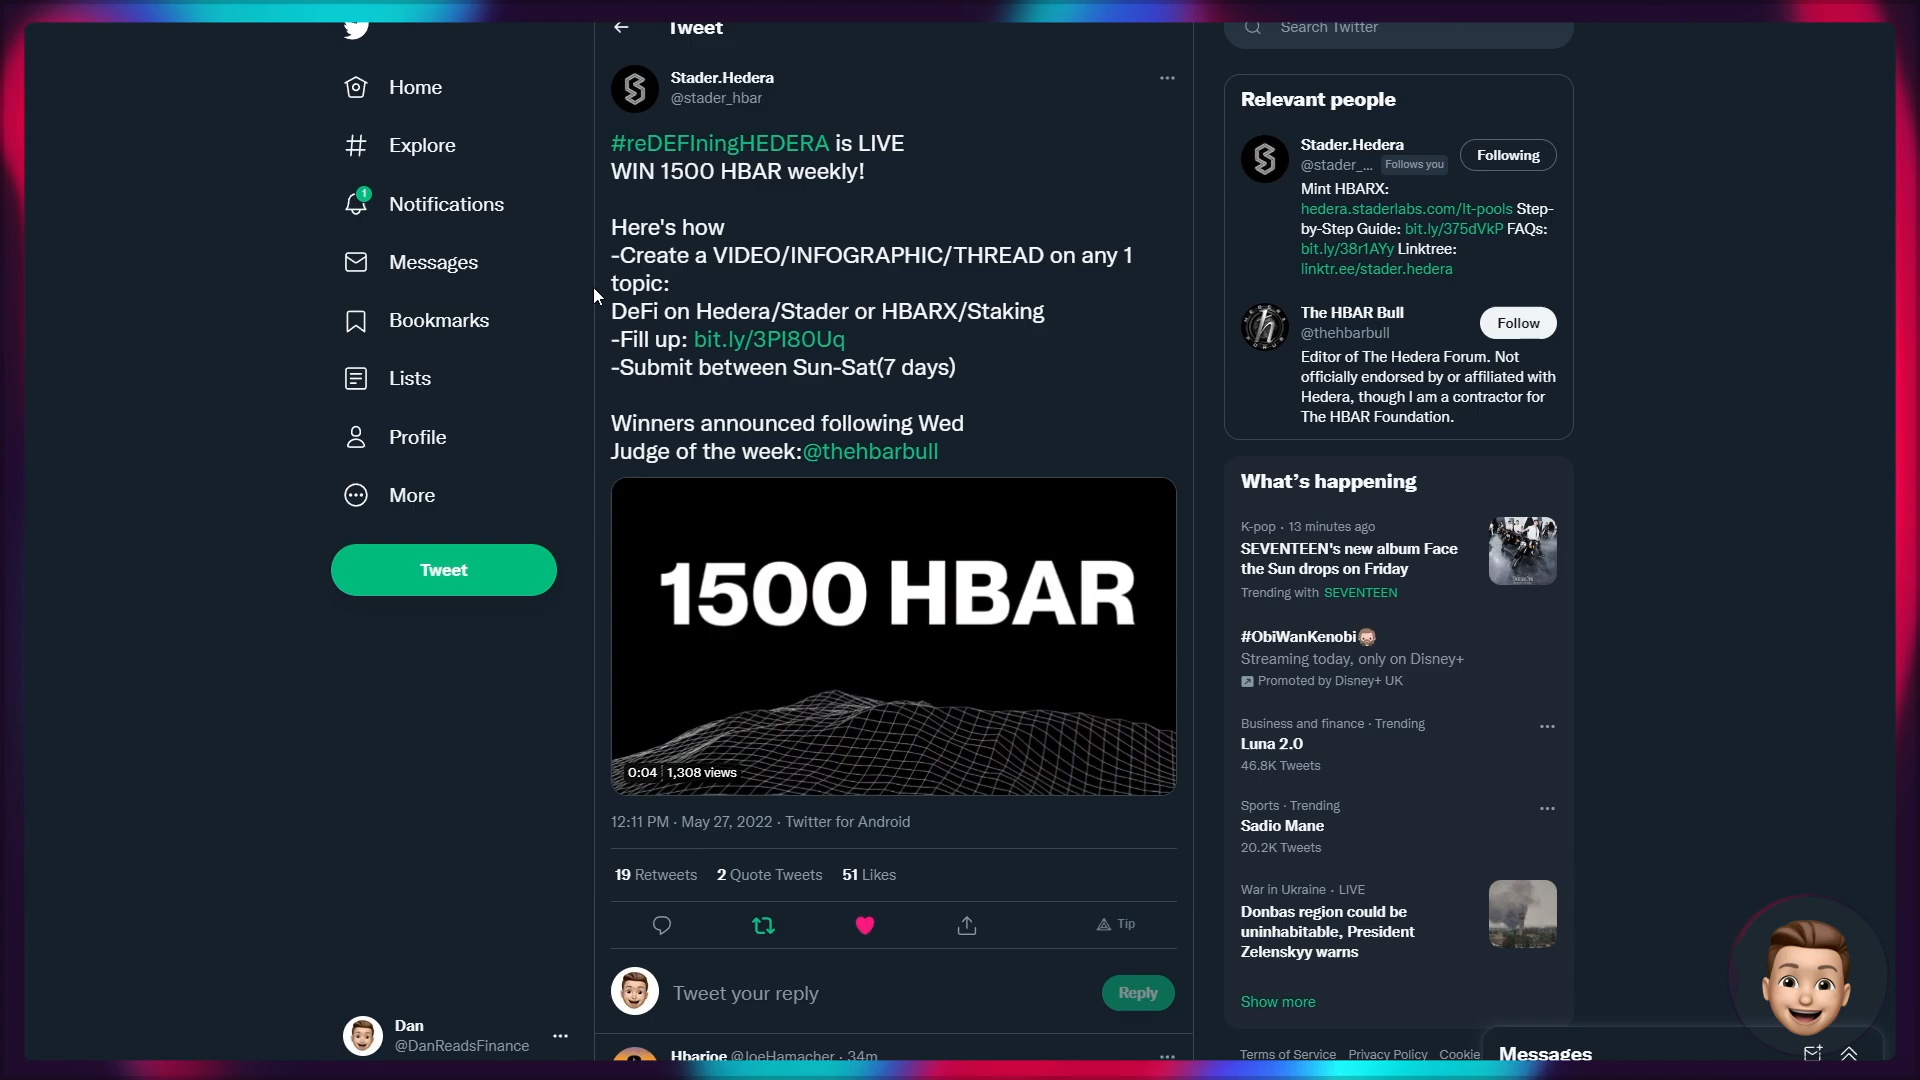 Home
Explore
1
Notifications
Messages
Bookmarks
Lists
Profile
More
Tweet
Dan
@DanReadsFinance
Tweet
Stader.Hedera
@stader_hbar
#reDEFIningHEDERA is LIVE
WIN 1500 HBAR weekly!
Here's how
-Create a VIDEO/INFOGRAPHIC/THREAD on any 1
topic:
DeFi on Hedera/Stader or HBARX/Staking
-Fill up: bit.ly/3PI80Uq
-Submit between Sun-Sat(7 days)
Winners announced following Wed
Judge of the week:@thehbarbull
1500 HBAR
0:04 1,308 views
12:11 PM · May 27, 2022 · Twitter for Android
19 Retweets 2 Quote Tweets 51 Likes
Tip
Tweet your reply
Reply
Hbarjoe @JoeHamacher · 34m
Search Twitter
Relevant people
Stader.Hedera
@stader_... Follows you
Following
Mint HBARX:
hedera.staderlabs.com/lt-pools Step-
by-Step Guide: bit.ly/375dVkP FAQs:
bit.ly/38r1AYy Linktree:
linktr.ee/stader.hedera
The HBAR Bull
@thehbarbull
Follow
Editor of The Hedera Forum. Not
officially endorsed by or affiliated with
Hedera, though I am a contractor for
The HBAR Foundation.
What's happening
K-pop · 13 minutes ago
SEVENTEEN's new album Face
the Sun drops on Friday
Trending with SEVENTEEN
#ObiWanKenobi
Streaming today, only on Disney+
Promoted by Disney+ UK
Business and finance · Trending
Luna 2.0
46.8K Tweets
Sports · Trending
Sadio Mane
20.2K Tweets
War in Ukraine · LIVE
Donbas region could be
uninhabitable, President
Zelenskyy warns
Show more
Terms of Service Privacy Policy Cookie
Messages